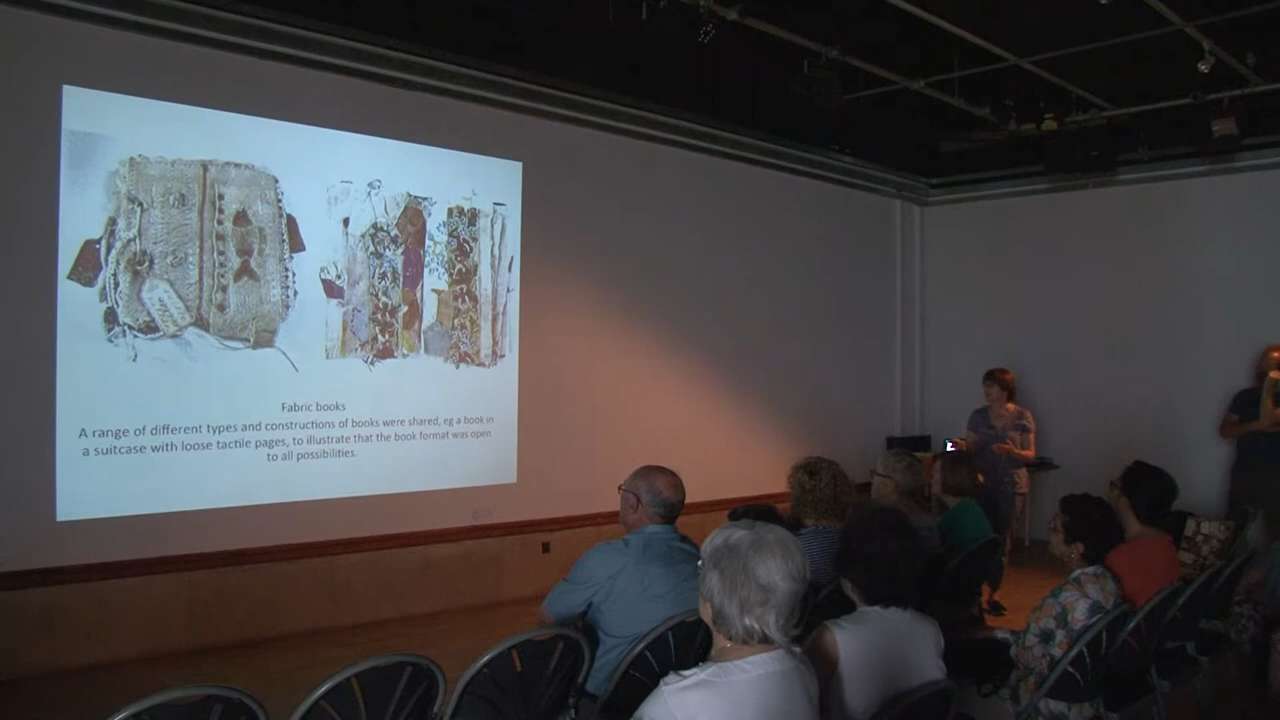 Fabric books
A range of different types and constructions of books were shared, eg a book in
a suitcase with loose tactile pages, to illustrate that the book format was open
to all possibilities.